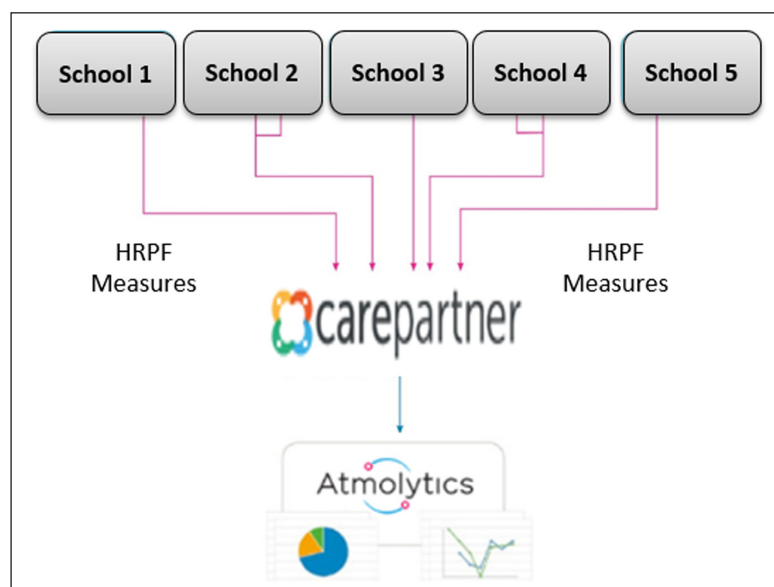 School 1
School 2
School 3
School 4
School 5
HRPF
Measures
HRPF
Measures
carepartner
Atmolytics